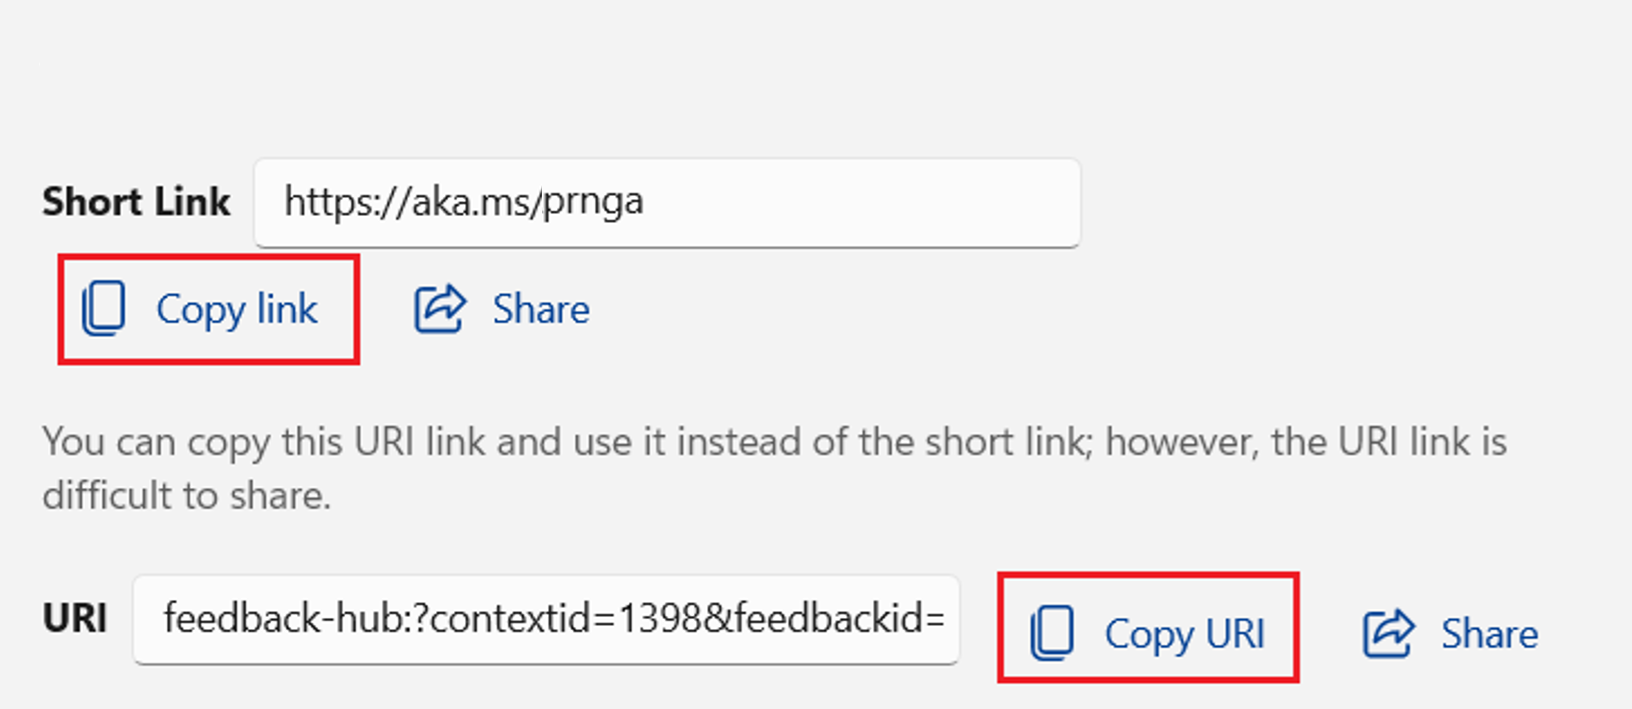 Short Link https://aka.ms/prnga
Copy link Share
You can copy this URI link and use it instead of the short link; however, the URI link is
difficult to share.
URI feedback-hub:?contextid=1398&feedbackid= Copy URI Share